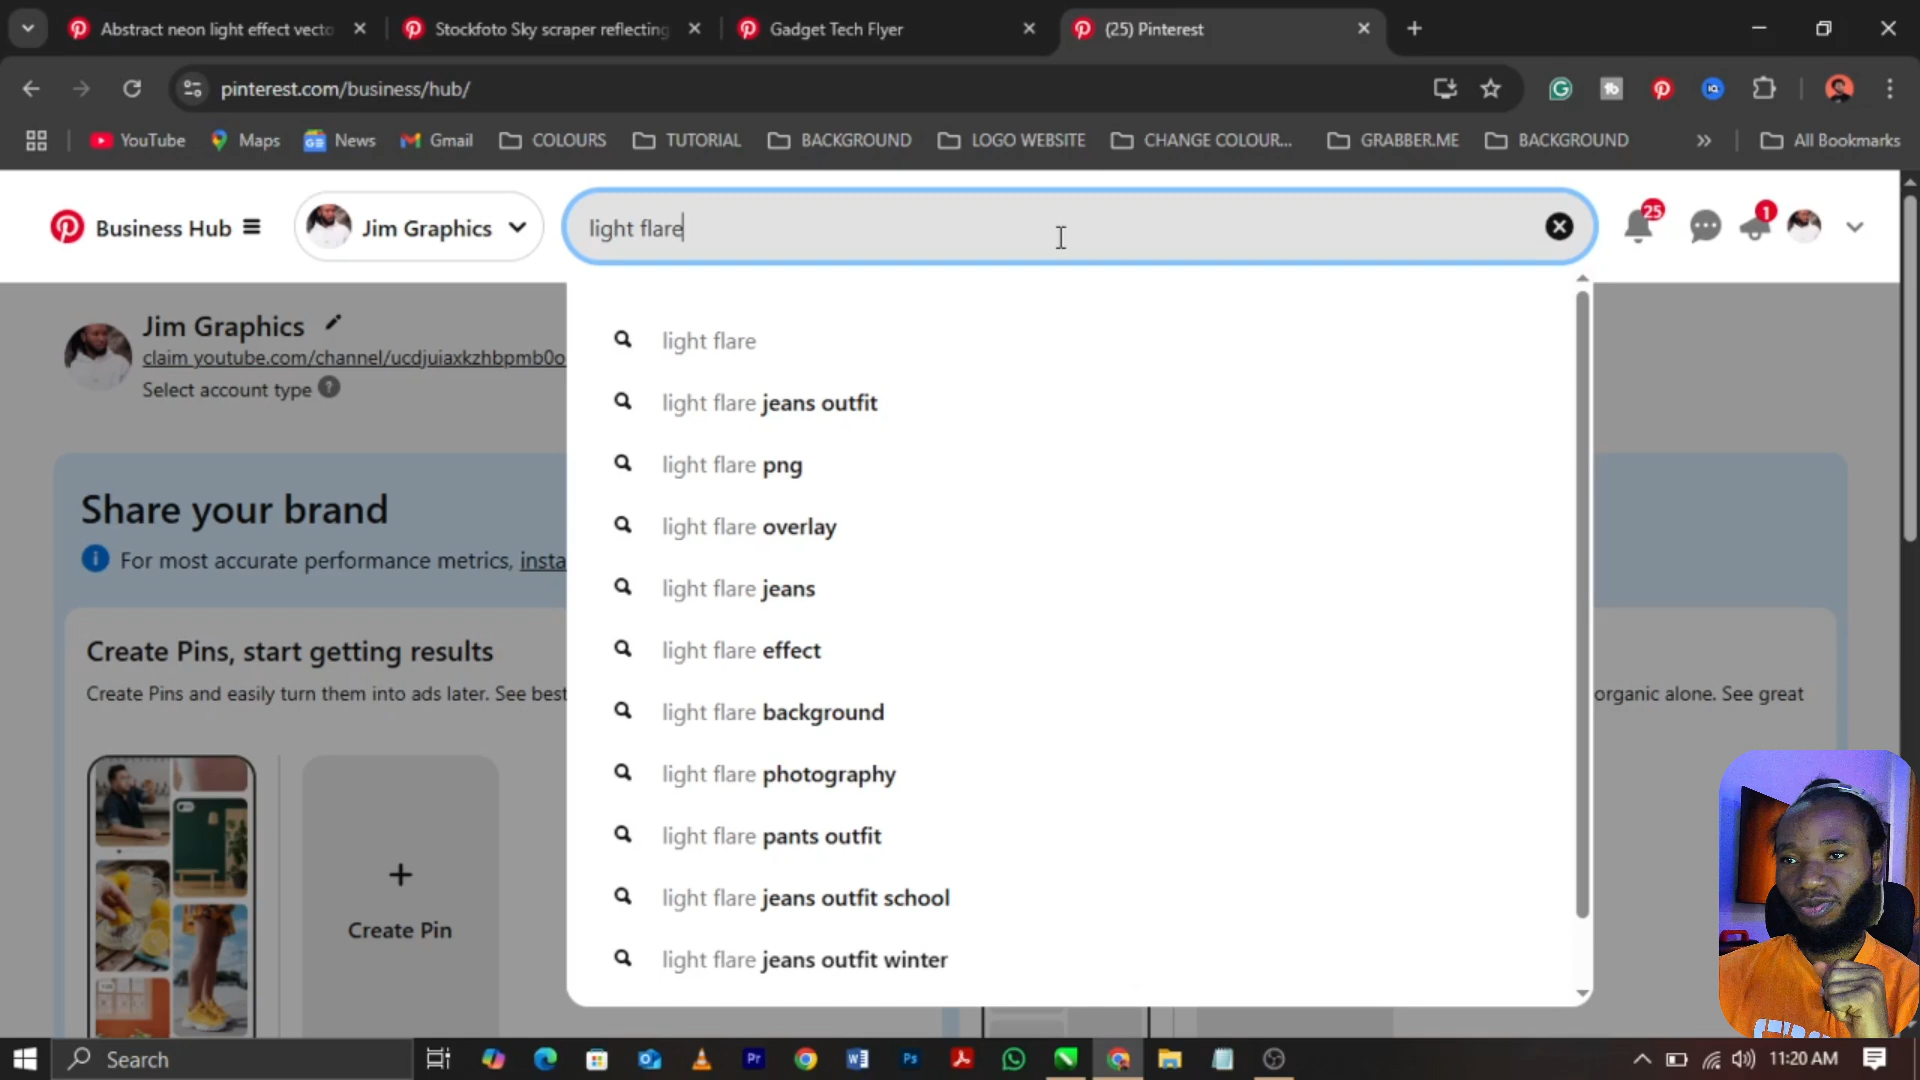 Abstract neon light effect vecto
Stockfoto Sky scraper reflecting
Gadget Tech Flyer
(25) Pinterest
pinterest.com/business/hub/
YouTube
Maps
News
Gmail
COLOURS
TUTORIAL
BACKGROUND
LOGO WEBSITE
CHANGE COLOUR...
GRABBER.ME
BACKGROUND
All Bookmarks
Business Hub
Jim Graphics
light flare
25
1
Jim Graphics
claim youtube.com/channel/ucdjuiaxkzhbpmb0o
Select account type ?
light flare
light flare jeans outfit
light flare png
light flare overlay
light flare jeans
light flare effect
light flare background
light flare photography
light flare pants outfit
light flare jeans outfit school
light flare jeans outfit winter
Share your brand
For most accurate performance metrics, insta
Create Pins, start getting results
Create Pins and easily turn them into ads later. See best
organic alone. See great
Create Pin
Search
11:20 AM